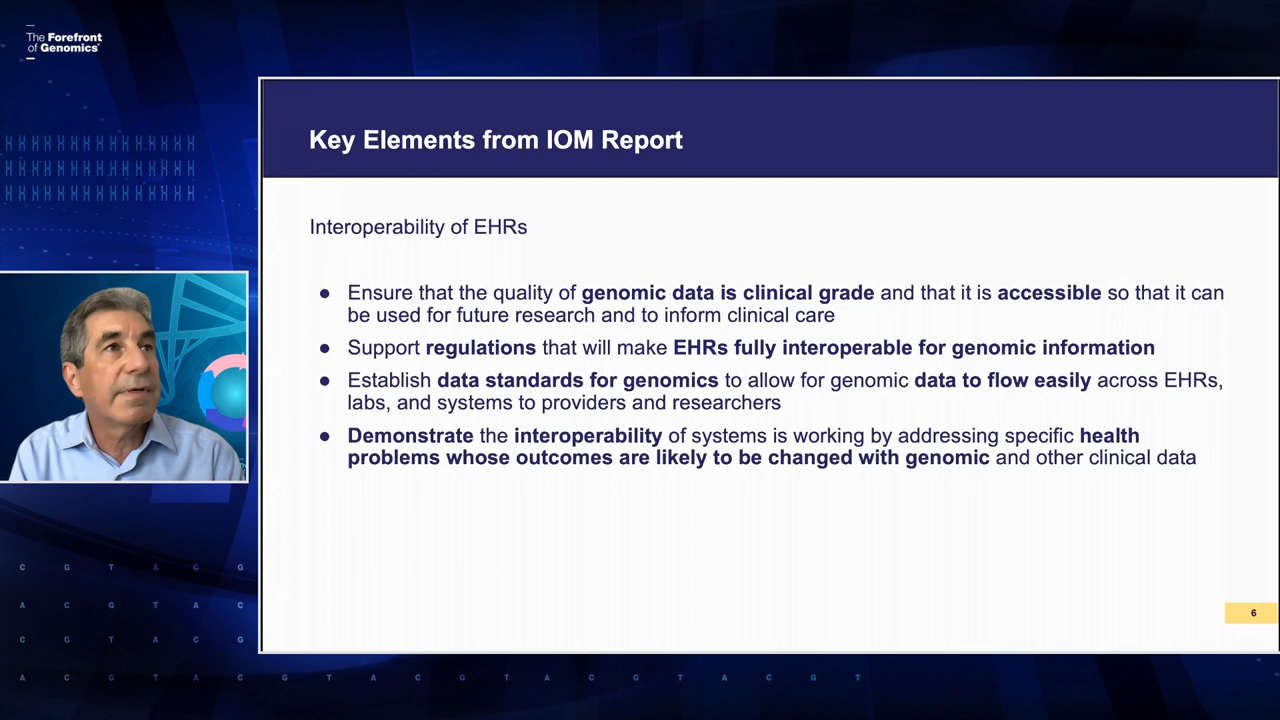 The Forefront
of Genomics®
Key Elements from IOM Report
Interoperability of EHRs
● Ensure that the quality of genomic data is clinical grade and that it is accessible so that it can
be used for future research and to inform clinical care
● Support regulations that will make EHRs fully interoperable for genomic information
● Establish data standards for genomics to allow for genomic data to flow easily across EHRs,
labs, and systems to providers and researchers
● Demonstrate the interoperability of systems is working by addressing specific health
problems whose outcomes are likely to be changed with genomic and other clinical data
6
C G T A C G
A C G T A C
C G T A C G
A C G T A C G T A C G T A C G T A C G T